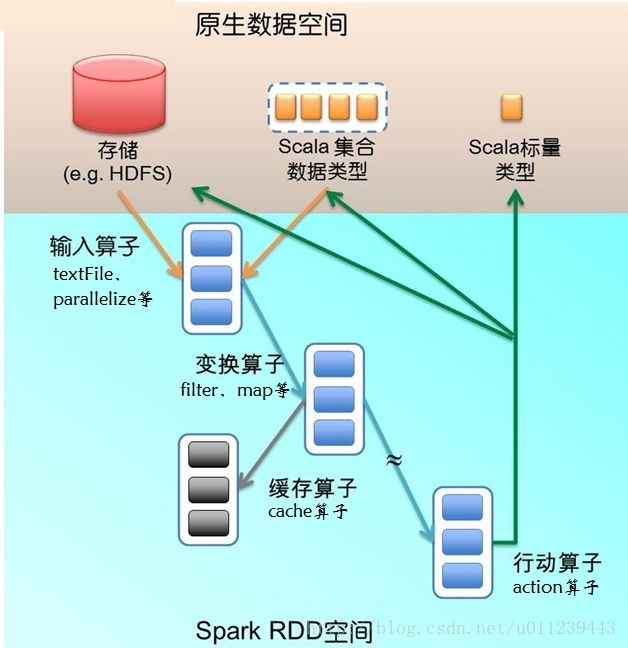 原生数据空间
存储
(e.g. HDFS)
Scala 集合
数据类型
Scala标量
类型
输入算子
textFile、
parallelize等
变换算子
filter、map等
缓存算子
cache算子
≈
行动算子
action算子
Spark RDD空间
http://blog.csdn.net/u011239443